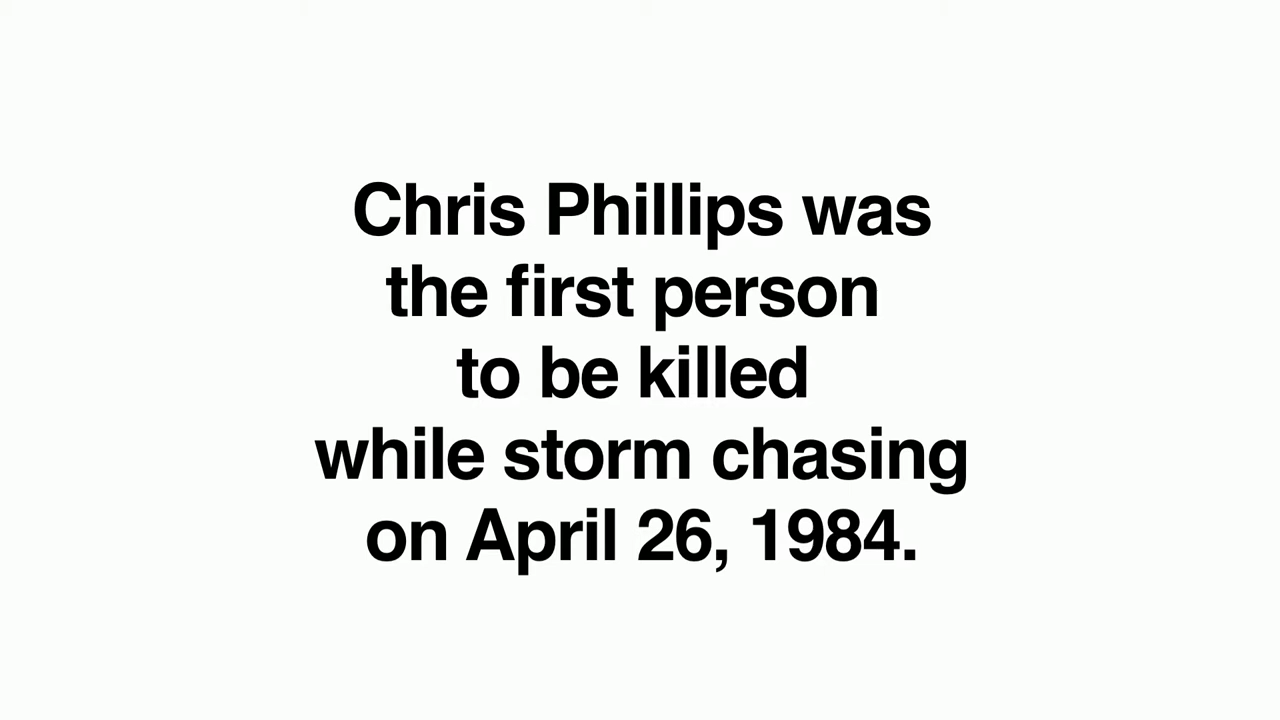 Chris Phillips was
the first person
to be killed
while storm chasing
on April 26, 1984.